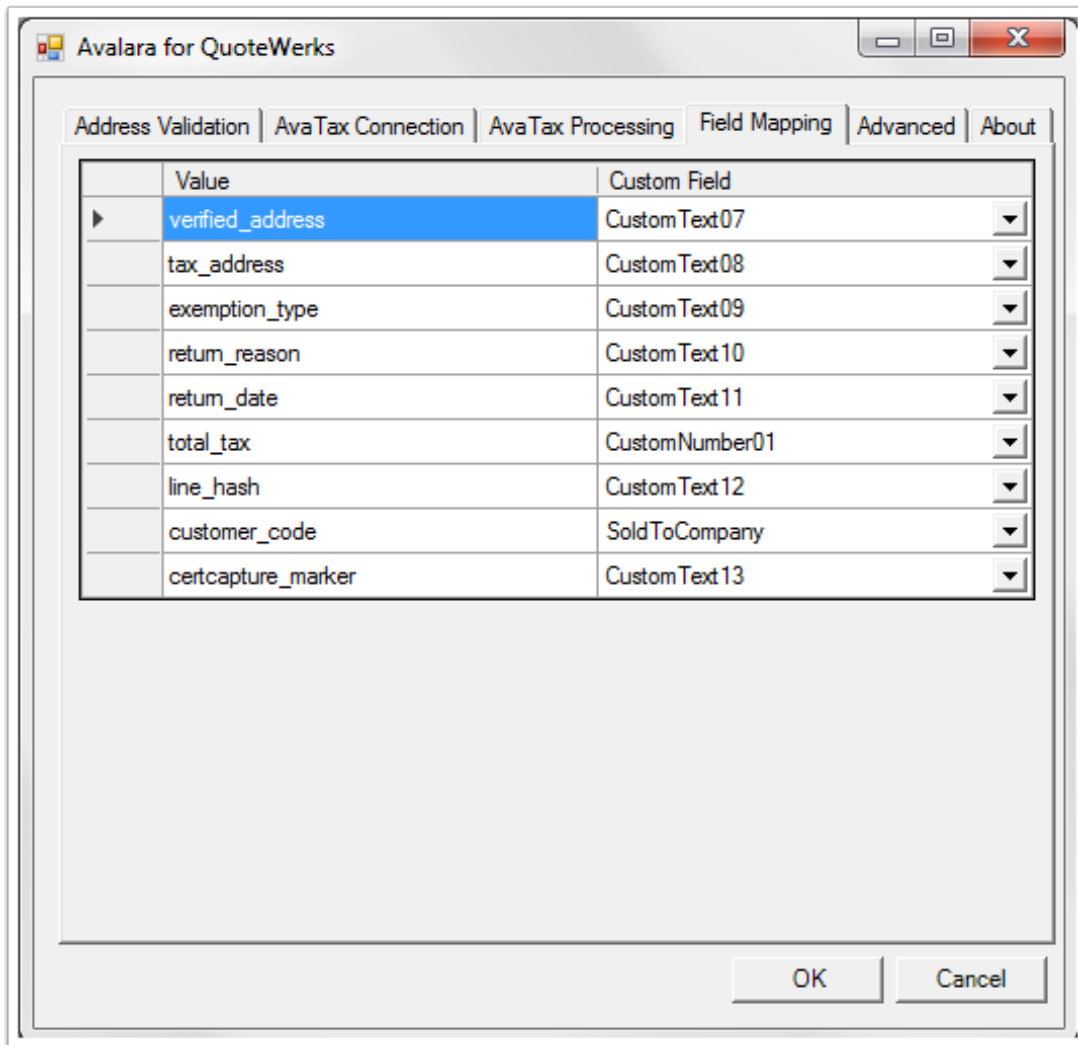 Avalara for QuoteWerks
Address Validation AvaTax Connection AvaTax Processing Field Mapping Advanced About
Value Custom Field
verified_address CustomText07
tax_address CustomText08
exemption_type CustomText09
return_reason CustomText10
return_date CustomText11
total_tax CustomNumber01
line_hash CustomText12
customer_code SoldToCompany
certcapture_marker CustomText13
OK Cancel